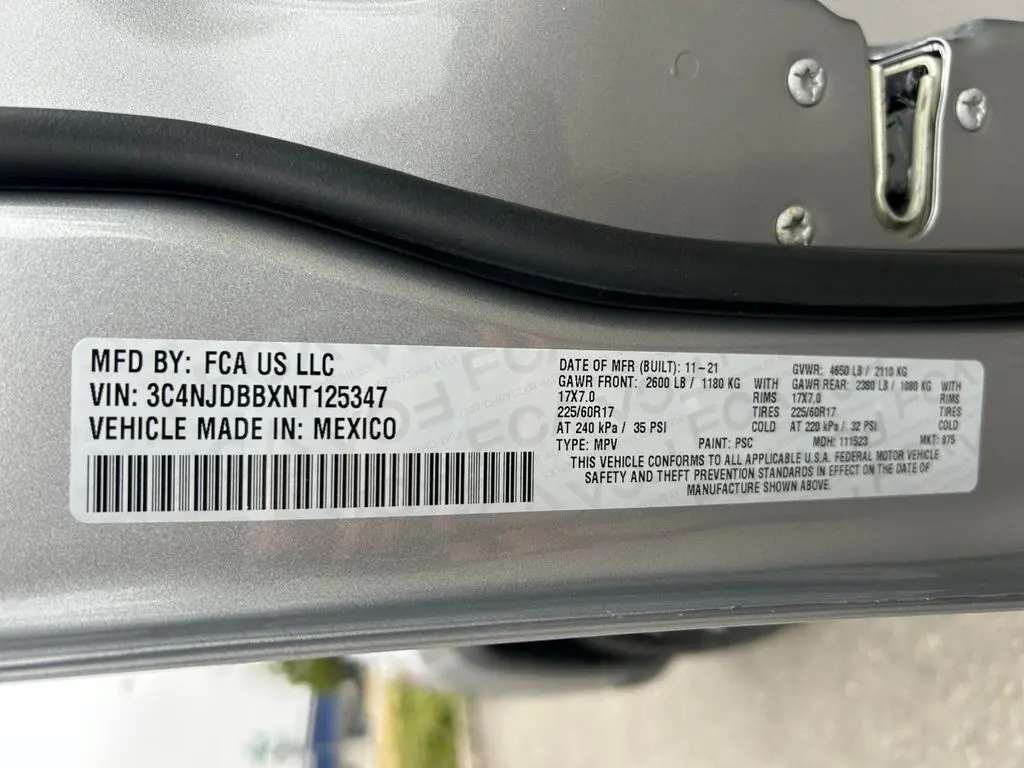 MFD BY: FCA US LLC
VIN: 3C4NJDBBXNT125347
VEHICLE MADE IN: MEXICO
DATE OF MFR (BUILT): 11-21 GVWR: 4650 LB / 2110 KG
GAWR FRONT: 2600 LB / 1180 KG WITH GAWR REAR: 2380 LB / 1080 KG WITH
17X7.0 RIMS 17X7.0 RIMS
225/60R17 TIRES 225/60R17 TIRES
AT 240 kPa / 35 PSI COLD AT 220 kPa / 32 PSI COLD
TYPE: MPV PAINT: PSC MDH: 111523 MKT: 875
THIS VEHICLE CONFORMS TO ALL APPLICABLE U.S.A. FEDERAL MOTOR VEHICLE
SAFETY AND THEFT PREVENTION STANDARDS IN EFFECT ON THE DATE OF
MANUFACTURE SHOWN ABOVE.